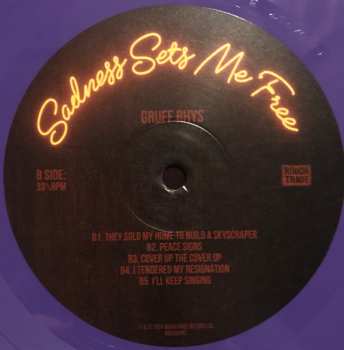 Sadness Sets Me Free
GRUFF RHYS
B SIDE:
33⅓RPM
ROUGH
TRADE
B1. THEY SOLD MY HOME TO BUILD A SKYSCRAPER
B2. PEACE SIGNS
B3. COVER UP THE COVER UP
B4. I TENDERED MY RESIGNATION
B5. I'LL KEEP SINGING